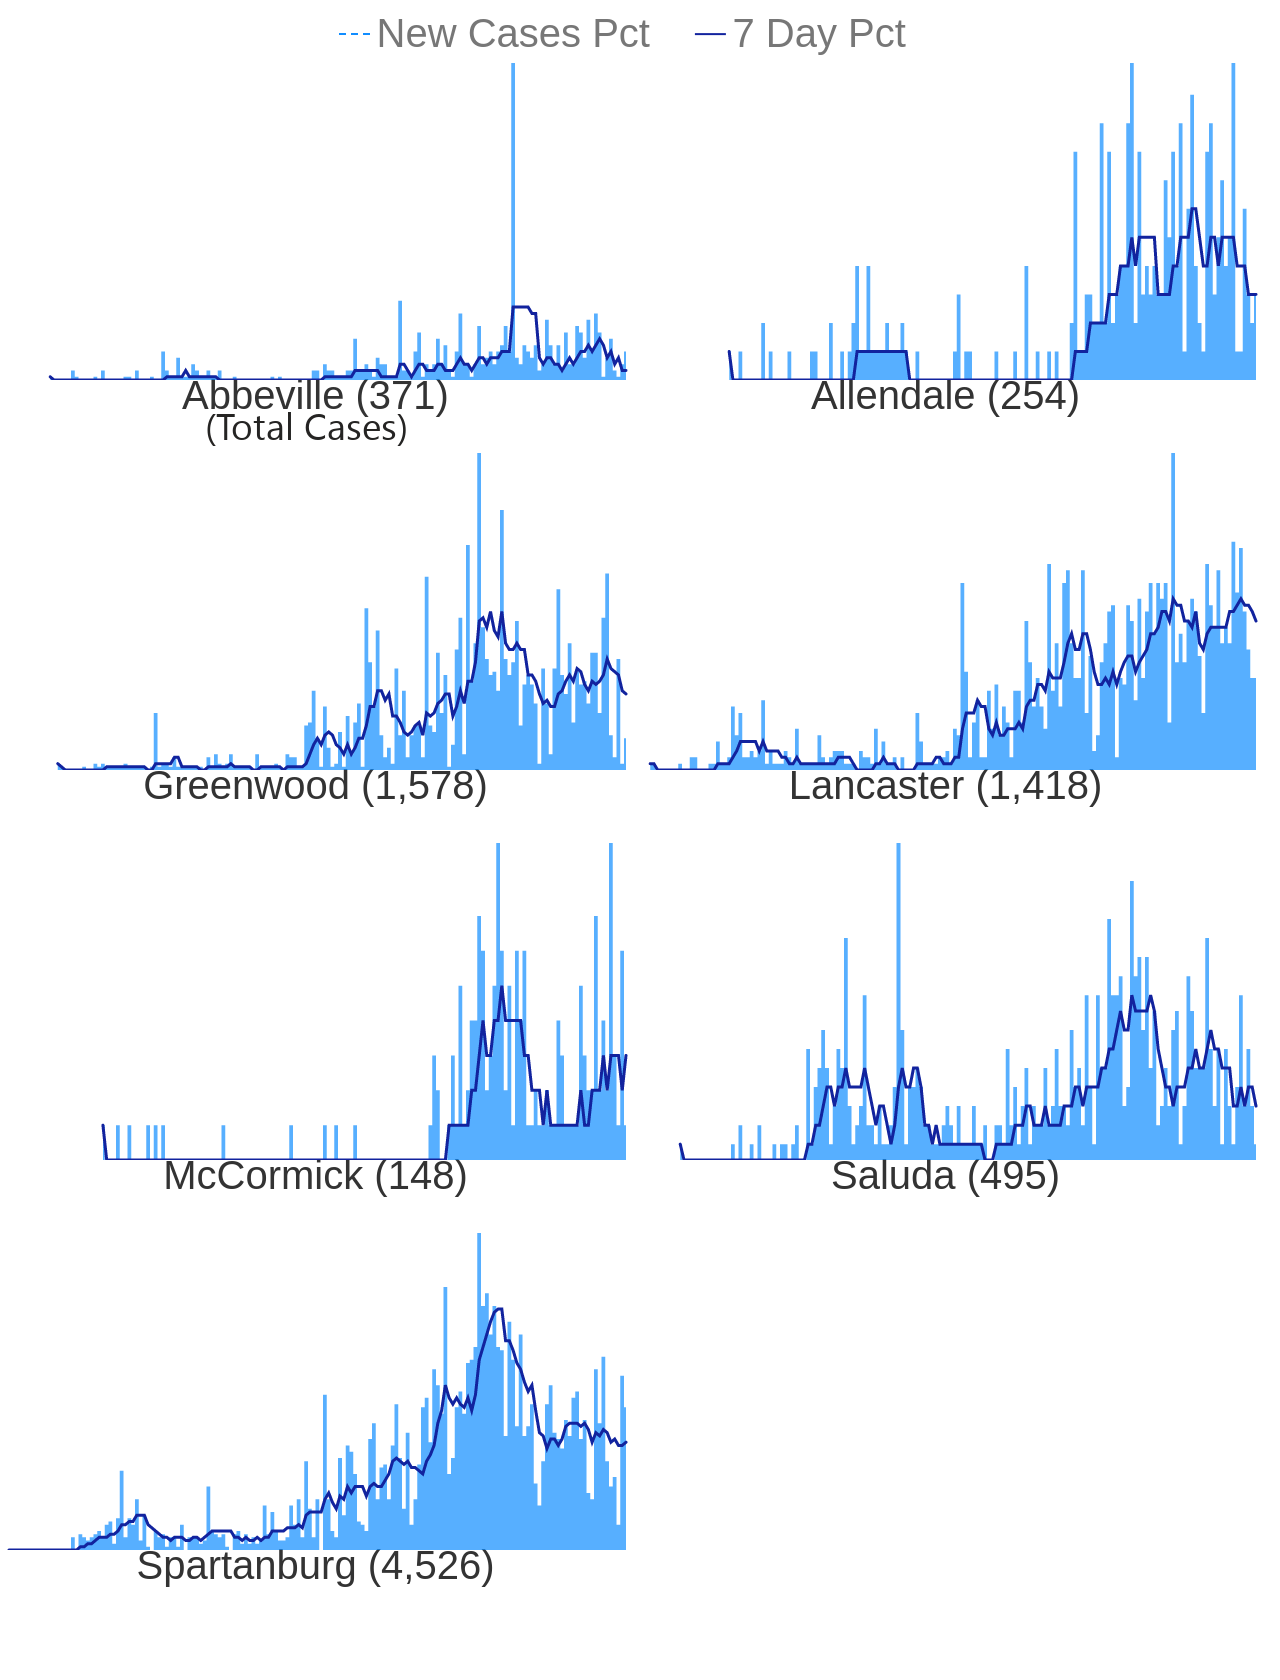 New Cases Pct 7 Day Pct
Abbeville (371) Allendale (254)
(Total Cases)
Greenwood (1,578) Lancaster (1,418)
McCormick (148) Saluda (495)
Spartanburg (4,526)